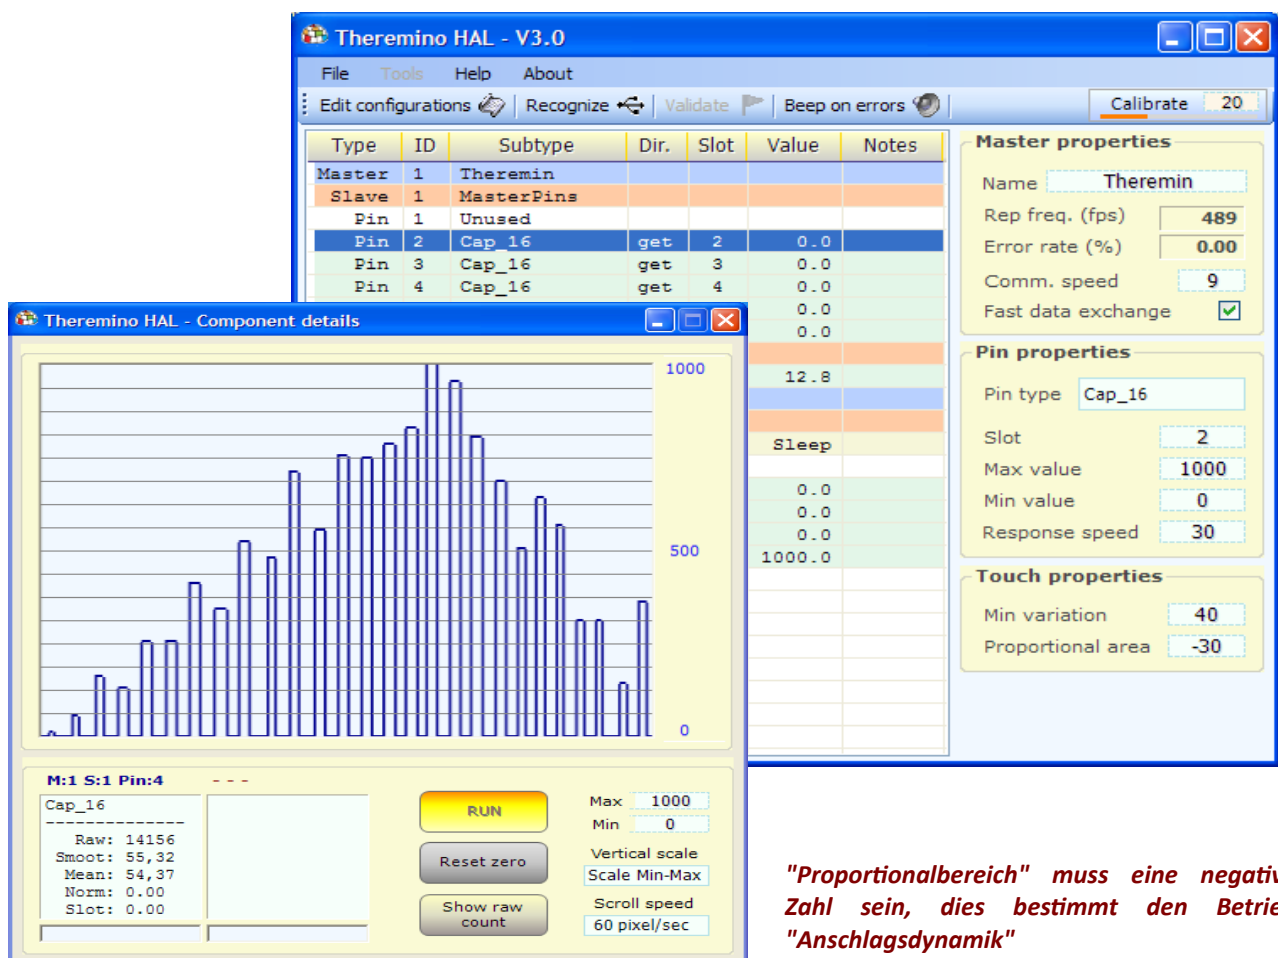 Theremino HAL - V3.0
File Tools Help About
Edit configurations Recognize Validate Beep on errors Calibrate 20
Type ID Subtype Dir. Slot Value Notes
Master 1 Theremin
Slave 1 MasterPins
Pin 1 Unused
Pin 2 Cap_16 get 2 0.0
Pin 3 Cap_16 get 3 0.0
Pin 4 Cap_16 get 4 0.0
0.0
0.0
12.8
Sleep
0.0
0.0
0.0
1000.0
Master properties
Name Theremin
Rep freq. (fps) 489
Error rate (%) 0.00
Comm. speed 9
Fast data exchange
Pin properties
Pin type Cap_16
Slot 2
Max value 1000
Min value 0
Response speed 30
Touch properties
Min variation 40
Proportional area -30
Theremino HAL - Component details
1000
500
0
M:1 S:1 Pin:4 - - -
Cap_16
--------------
Raw: 14156
Smoot: 55,32
Mean: 54,37
Norm: 0.00
Slot: 0.00
RUN
Reset zero
Show raw
count
Max 1000
Min 0
Vertical scale
Scale Min-Max
Scroll speed
60 pixel/sec
"Proportionalbereich" muss eine negativ
Zahl sein, dies bestimmt den Betrie
"Anschlagsdynamik"